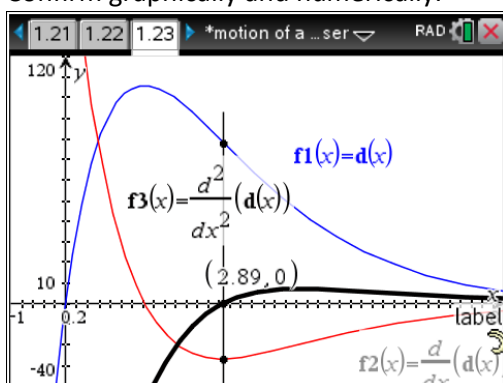 Confirm graphically and numerically.
1.21 1.22 1.23 *motion of a …ser RAD
120 y
f1(x)=d(x)
f3(x)=d²/dx²(d(x))
(2.89,0)
10
x
-1 0.2 label
f2(x)=d/dx(d(x)
-40